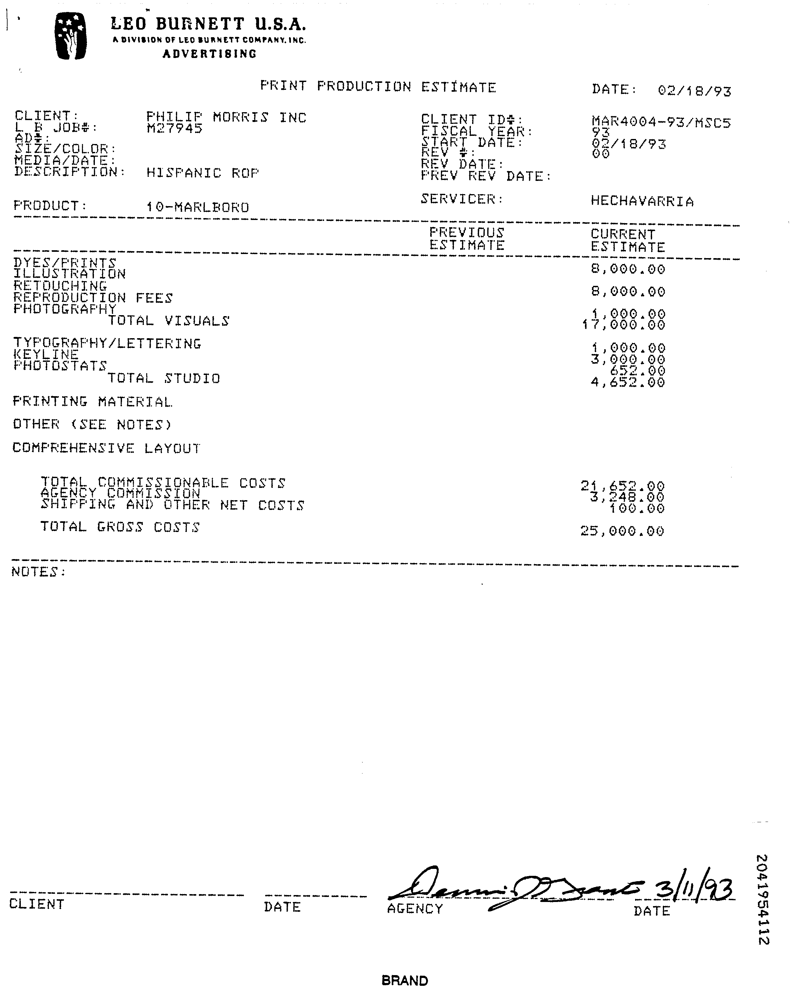 LEO BURNETT U.S.A.
A DIVISION OF LEO BURNETT COMPANY, INC.
ADVERTISING
PRINT PRODUCTION ESTIMATE DATE: 02/18/93
CLIENT: PHILIP MORRIS INC CLIENT ID#: MAR4004-93/MSC5
L B JOB#: M27945 FISCAL YEAR: 93
AD#: START DATE: 02/18/93
SIZE/COLOR: REV #: 00
MEDIA/DATE: REV DATE:
DESCRIPTION: HISPANIC ROP PREV REV DATE:
PRODUCT: 10-MARLBORO SERVICER: HECHAVARRIA
PREVIOUS CURRENT
ESTIMATE ESTIMATE
DYES/PRINTS
ILLUSTRATION 8,000.00
RETOUCHING
REPRODUCTION FEES 8,000.00
PHOTOGRAPHY 1,000.00
TOTAL VISUALS 17,000.00
TYPOGRAPHY/LETTERING 1,000.00
KEYLINE 3,000.00
PHOTOSTATS 652.00
TOTAL STUDIO 4,652.00
PRINTING MATERIAL
OTHER (SEE NOTES)
COMPREHENSIVE LAYOUT
TOTAL COMMISSIONABLE COSTS 21,652.00
AGENCY COMMISSION 3,248.00
SHIPPING AND OTHER NET COSTS 100.00
TOTAL GROSS COSTS 25,000.00
NOTES:
3/11/93
CLIENT DATE AGENCY DATE
2041954112
BRAND